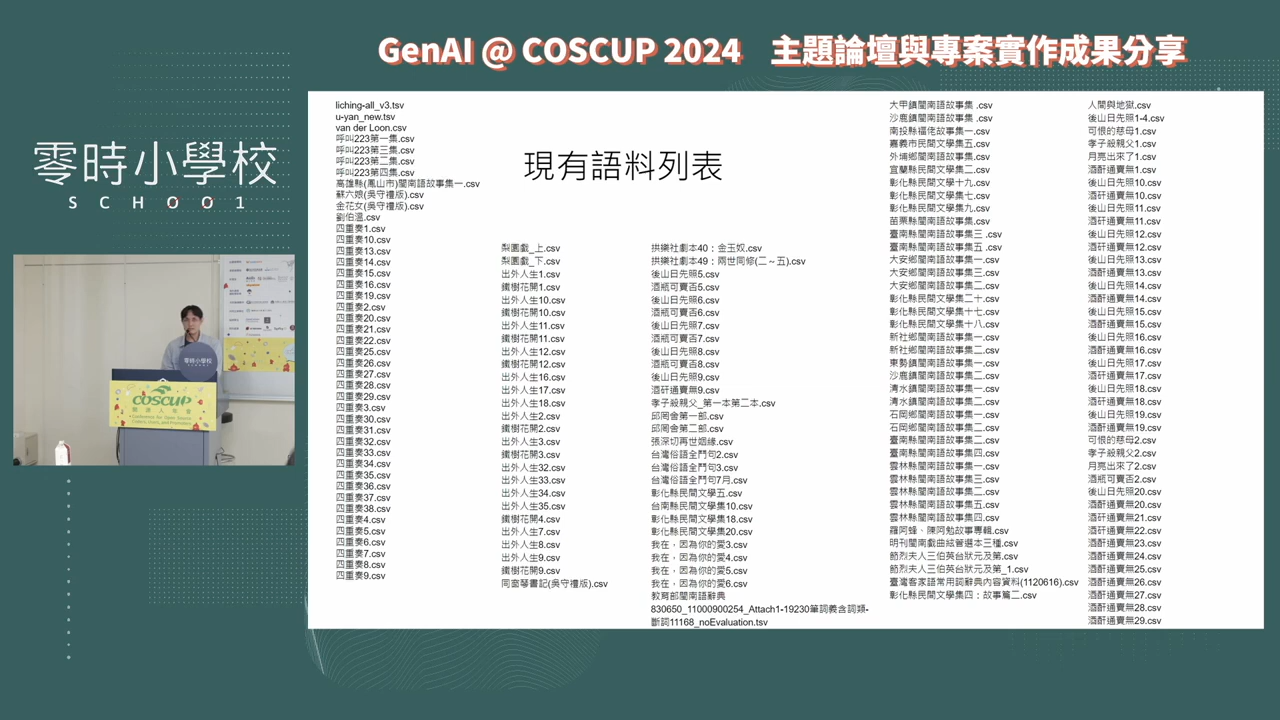 GenAI @ COSCUP 2024 主題論壇與專案實作成果分享
零時小學校
SCHOO1
零時小學校
COSCUP
開源人年會
Conference for Open Source
Coders, Users, and Promoters
現有語料列表
liching-all_v3.tsv
u-yan_new.tsv
van der Loon.csv
呼叫223第一集.csv
呼叫223第三集.csv
呼叫223第二集.csv
呼叫223第四集.csv
高雄縣(鳳山市)閩南語故事集一.csv
蘇六娘(吳守禮版).csv
金花女(吳守禮版).csv
劉伯溫.csv
四重奏1.csv
四重奏10.csv
四重奏13.csv
四重奏14.csv
四重奏15.csv
四重奏16.csv
四重奏19.csv
四重奏2.csv
四重奏20.csv
四重奏21.csv
四重奏22.csv
四重奏25.csv
四重奏26.csv
四重奏27.csv
四重奏28.csv
四重奏29.csv
四重奏3.csv
四重奏30.csv
四重奏31.csv
四重奏32.csv
四重奏33.csv
四重奏34.csv
四重奏35.csv
四重奏36.csv
四重奏37.csv
四重奏38.csv
四重奏4.csv
四重奏5.csv
四重奏6.csv
四重奏7.csv
四重奏8.csv
四重奏9.csv
梨園戲_上.csv
梨園戲_下.csv
出外人生1.csv
鐵樹花開1.csv
出外人生10.csv
鐵樹花開10.csv
出外人生11.csv
鐵樹花開11.csv
出外人生12.csv
鐵樹花開12.csv
出外人生16.csv
出外人生17.csv
出外人生18.csv
出外人生2.csv
鐵樹花開2.csv
出外人生3.csv
鐵樹花開3.csv
出外人生32.csv
出外人生33.csv
出外人生34.csv
出外人生35.csv
鐵樹花開4.csv
出外人生7.csv
出外人生8.csv
出外人生9.csv
鐵樹花開9.csv
同窗琴書記(吳守禮版).csv
拱樂社劇本40：金玉奴.csv
拱樂社劇本49：兩世同修(二～五).csv
後山日先照5.csv
酒瓶可賣否5.csv
後山日先照6.csv
酒瓶可賣否6.csv
後山日先照7.csv
酒瓶可賣否7.csv
後山日先照8.csv
酒瓶可賣否8.csv
後山日先照9.csv
酒矸通賣無9.csv
孝子殺親父_第一本第二本.csv
邱罔舍第一部.csv
邱罔舍第二部.csv
張深切再世姻緣.csv
台灣俗語全鬥句2.csv
台灣俗語全鬥句3.csv
台灣俗語全鬥句7月.csv
彰化縣民間文學五.csv
台南縣民間文學集10.csv
彰化縣民間文學集18.csv
彰化縣民間文學集20.csv
我在，因為你的愛3.csv
我在，因為你的愛4.csv
我在，因為你的愛5.csv
我在，因為你的愛6.csv
教育部閩南語辭典
830650_11000900254_Attach1-19230筆詞義含詞類-
斷詞11168_noEvaluation.tsv
大甲鎮閩南語故事集 .csv
沙鹿鎮閩南語故事集 .csv
南投縣福佬故事集一.csv
嘉義市民間文學集五.csv
外埔鄉閩南語故事集.csv
宜蘭縣民間文學集二.csv
彰化縣民間文學十九.csv
彰化縣民間文學集七.csv
彰化縣民間文學集九.csv
苗栗縣閩南語故事集.csv
臺南縣閩南語故事集三 .csv
臺南縣閩南語故事集五 .csv
大安鄉閩南語故事集一.csv
大安鄉閩南語故事集三.csv
大安鄉閩南語故事集二.csv
彰化縣民間文學集二十.csv
彰化縣民間文學集十七.csv
彰化縣民間文學集十八.csv
新社鄉閩南語故事集一.csv
新社鄉閩南語故事集二.csv
東勢鎮閩南語故事集一.csv
沙鹿鎮閩南語故事集二.csv
清水鎮閩南語故事集一.csv
清水鎮閩南語故事集二.csv
石岡鄉閩南語故事集一.csv
石岡鄉閩南語故事集二.csv
臺南縣閩南語故事集二.csv
臺南縣閩南語故事集四.csv
雲林縣閩南語故事集一.csv
雲林縣閩南語故事集三.csv
雲林縣閩南語故事集二.csv
雲林縣閩南語故事集五.csv
雲林縣閩南語故事集四.csv
羅阿蜂、陳阿勉故事專輯.csv
明刊閩南戲曲絃管選本三種.csv
節烈夫人三伯英台狀元及第.csv
節烈夫人三伯英台狀元及第_1.csv
臺灣客家語常用詞辭典內容資料(1120616).csv
彰化縣民間文學集四：故事篇二.csv
人間與地獄.csv
後山日先照1-4.csv
可恨的慈母1.csv
孝子殺親父1.csv
月亮出來了1.csv
酒酣通賣無1.csv
後山日先照10.csv
酒矸通賣無10.csv
後山日先照11.csv
酒矸通賣無11.csv
後山日先照12.csv
酒矸通賣無12.csv
後山日先照13.csv
酒酣通賣無13.csv
後山日先照14.csv
酒酣通賣無14.csv
後山日先照15.csv
酒酣通賣無15.csv
後山日先照16.csv
酒酣通賣無16.csv
後山日先照17.csv
酒矸通賣無17.csv
後山日先照18.csv
酒矸通賣無18.csv
後山日先照19.csv
酒酣通賣無19.csv
可恨的慈母2.csv
孝子殺親父2.csv
月亮出來了2.csv
酒瓶可賣否2.csv
後山日先照20.csv
酒酣通賣無20.csv
酒矸通賣無21.csv
酒矸通賣無22.csv
酒酣通賣無23.csv
酒酣通賣無24.csv
酒酣通賣無25.csv
酒酣通賣無26.csv
酒酣通賣無27.csv
酒酣通賣無28.csv
酒酣通賣無29.csv